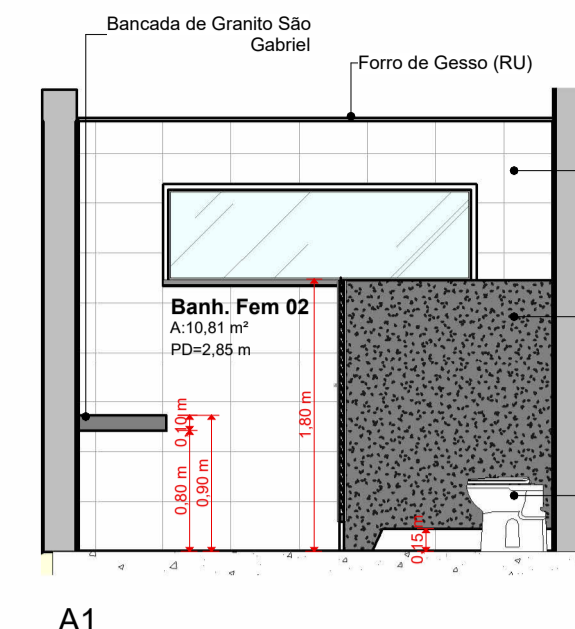 Bancada de Granito São
Gabriel
Forro de Gesso (RU)
Banh. Fem 02
A:10,81 m²
PD=2,85 m
0,10 m
0,80 m
0,90 m
1,80 m
0,15 m
A1